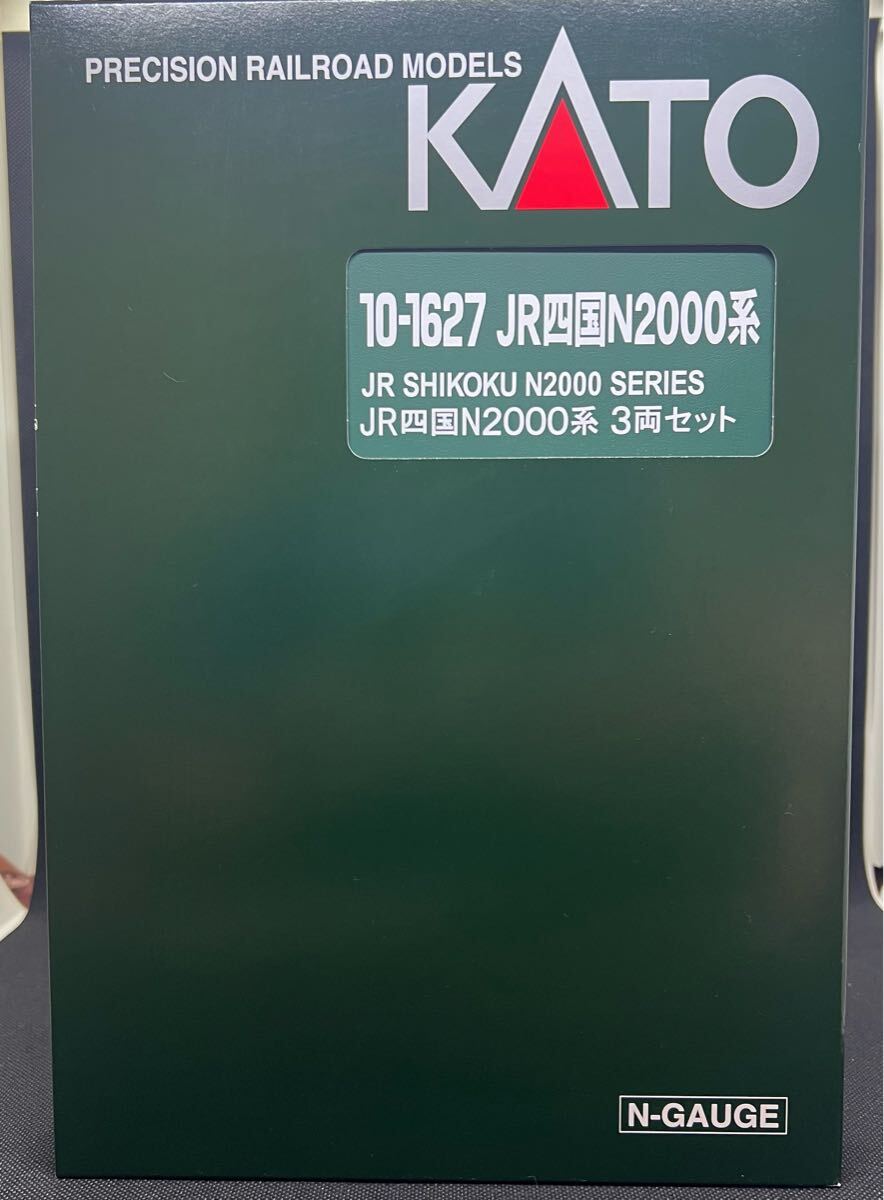 PRECISION RAILROAD MODELS
KATO
10-1627 JR四国N2000系
JR SHIKOKU N2000 SERIES
JR四国N2000系 3両セット
N-GAUGE